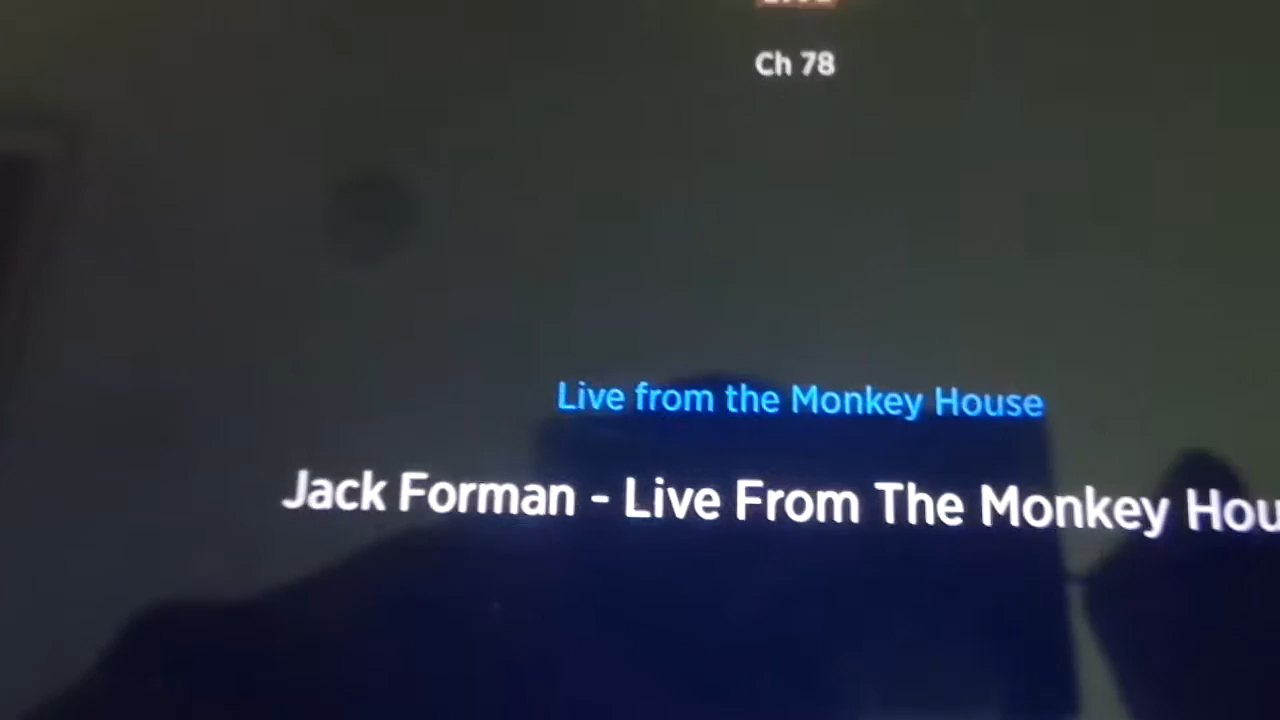 Ch 78
Live from the Monkey House
Jack Forman - Live From The Monkey Hou